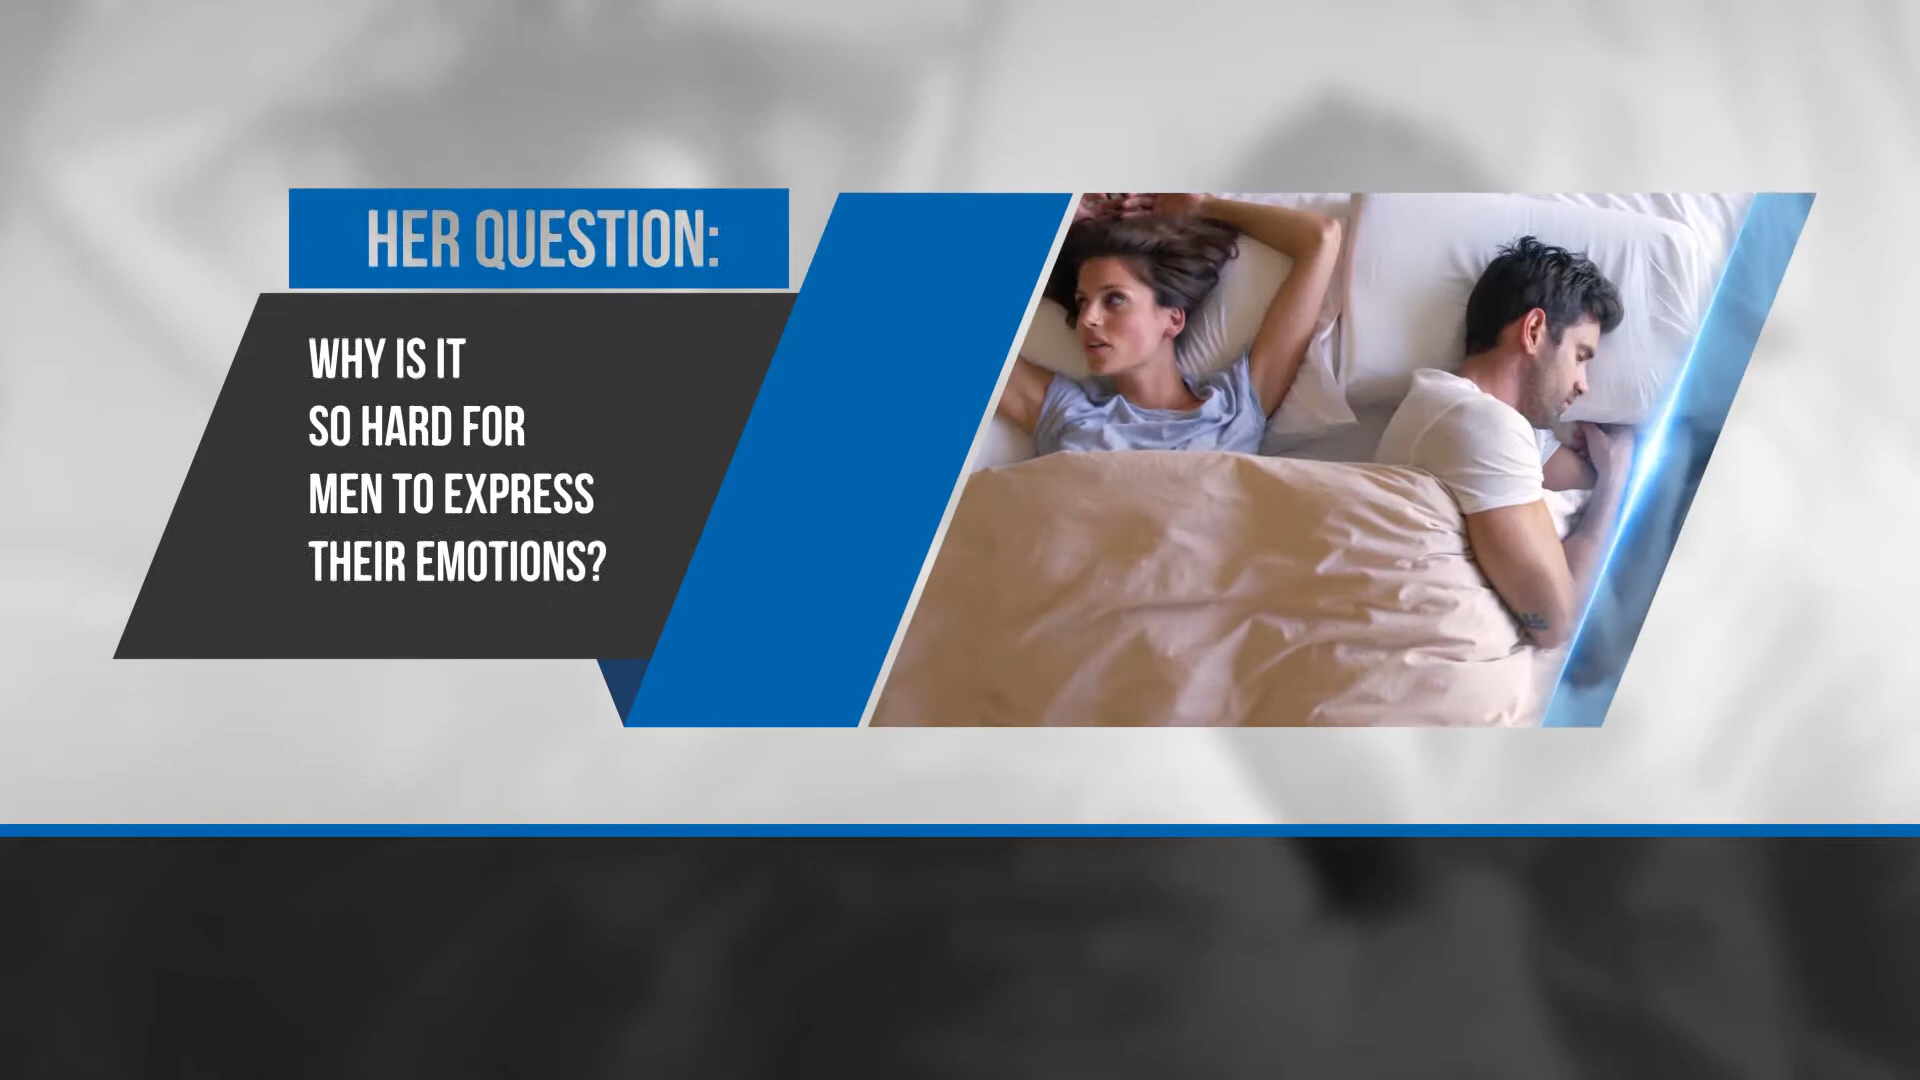 HER QUESTION:
WHY IS IT
SO HARD FOR
MEN TO EXPRESS
THEIR EMOTIONS?